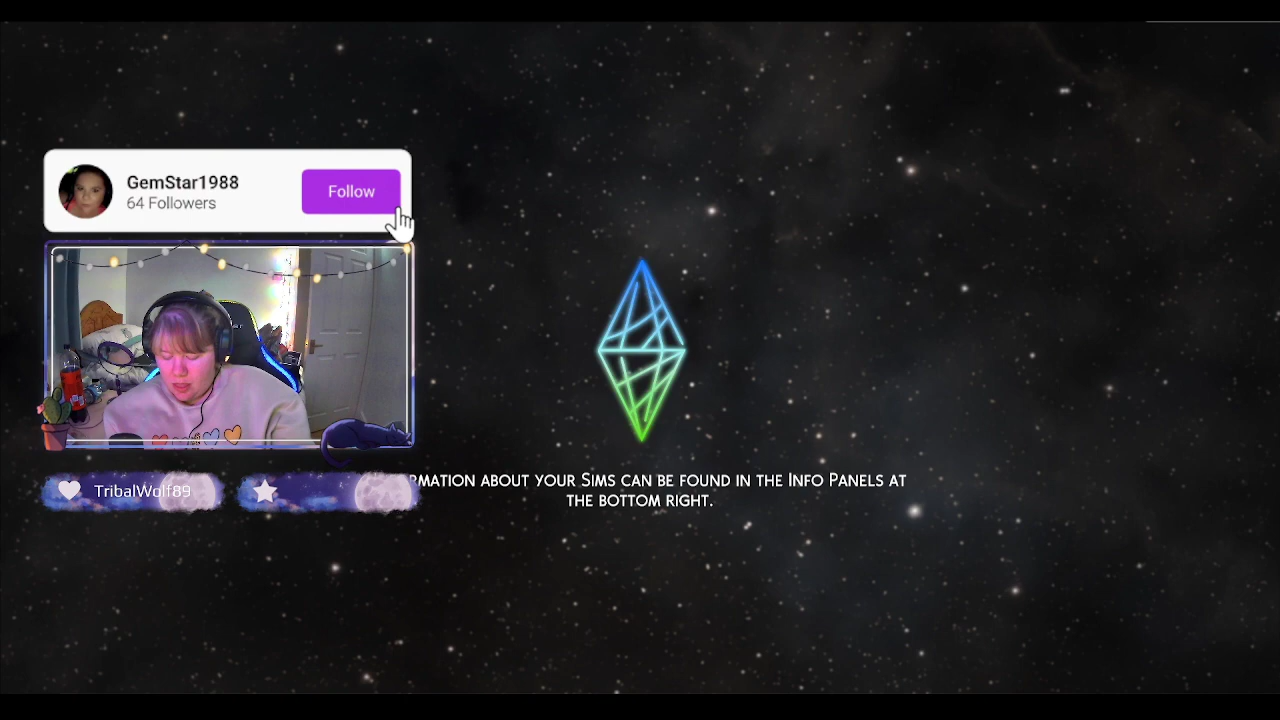 GemStar1988
64 Followers
Follow
TribalWolf89
RMATION ABOUT YOUR SIMS CAN BE FOUND IN THE INFO PANELS AT
THE BOTTOM RIGHT.